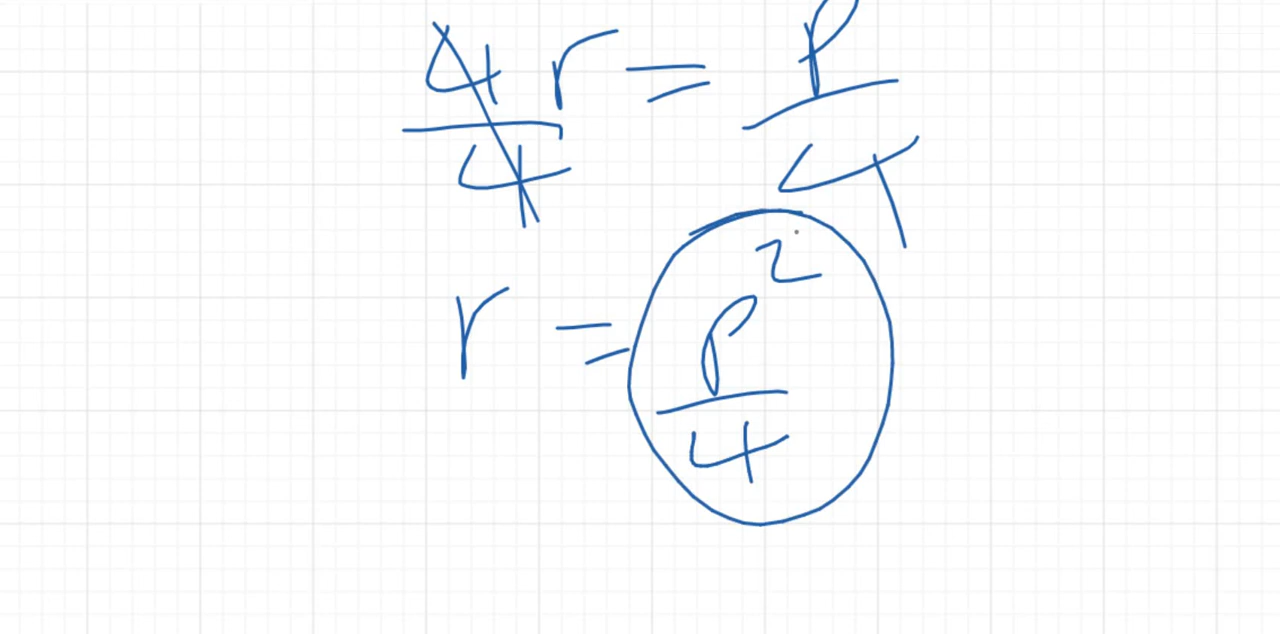 4r/4 = P/4
r = P²/4